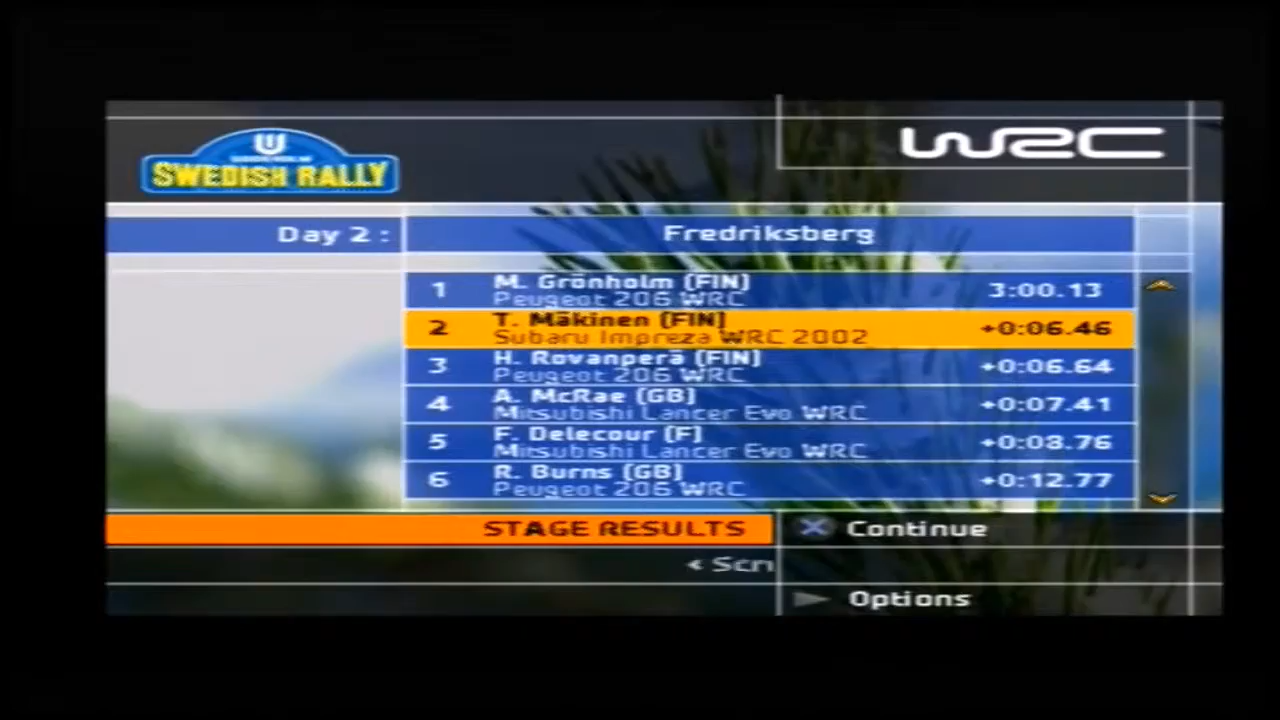 SWEDISH RALLY
WRC
Day 2 :
Fredriksberg
1 M. Grönholm (FIN) 3:00.13
Peugeot 206 WRC
2 T. Mäkinen (FIN) +0:06.46
Subaru Impreza WRC 2002
3 H. Rovanperä (FIN) +0:06.64
Peugeot 206 WRC
4 A. McRae (GB) +0:07.41
Mitsubishi Lancer Evo WRC
5 F. Delecour (F) +0:08.76
Mitsubishi Lancer Evo WRC
6 R. Burns (GB) +0:12.77
Peugeot 206 WRC
STAGE RESULTS
Continue
Scn
Options